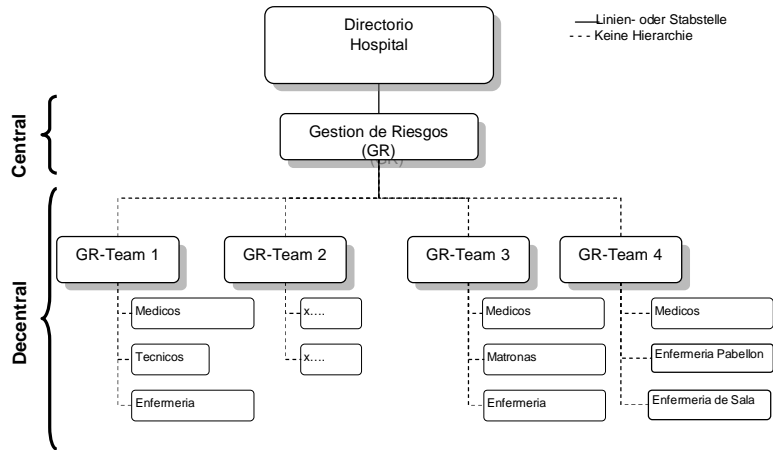 Directorio
Hospital
Linien- oder Stabstelle
Keine Hierarchie
Central
Gestion de Riesgos
(GR)
(GR)
Decentral
GR-Team 1
GR-Team 2
GR-Team 3
GR-Team 4
Medicos
x....
Medicos
Medicos
Tecnicos
x....
Matronas
Enfermeria Pabellon
Enfermeria
Enfermeria
Enfermeria de Sala